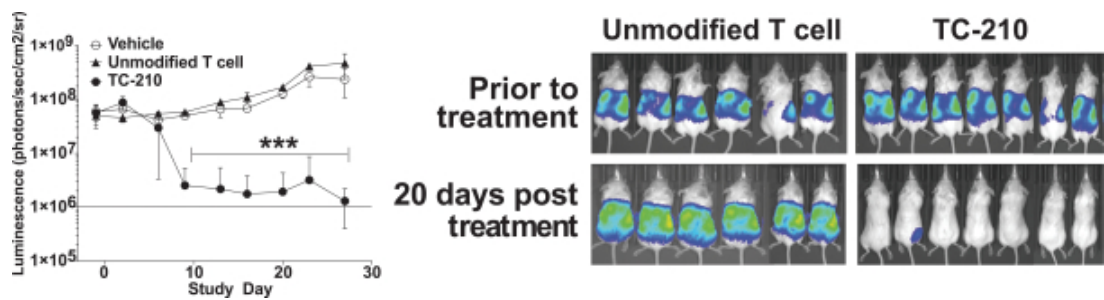 Luminescence (photons/sec/cm2/sr)
1×10⁹
1×10⁸
1×10⁷
1×10⁶
1×10⁵
Vehicle
Unmodified T cell
TC-210
***
0
10
20
30
Study Day
Unmodified T cell
TC-210
Prior to
treatment
20 days post
treatment